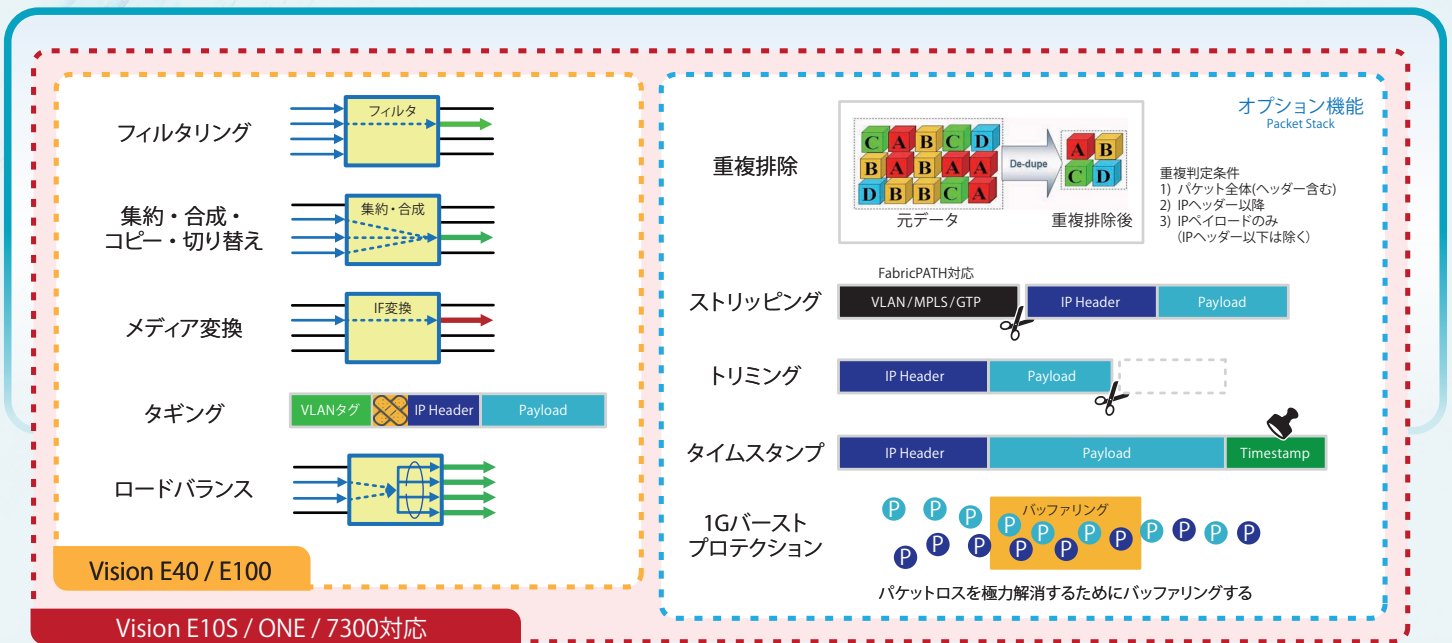 フィルタリング
フィルタ
集約・合成・
コピー・切り替え
集約・合成
メディア変換
IF変換
タギング
VLANタグ
IP Header
Payload
ロードバランス
Vision E40 / E100
Vision E10S / ONE / 7300対応
オプション機能
Packet Stack
重複排除
C A B C D
B A B A A
D B B C A
元データ
De-dupe
A B
C D
重複排除後
重複判定条件
1) パケット全体(ヘッダー含む)
2) IPヘッダー以降
3) IPペイロードのみ
(IPヘッダー以下は除く)
ストリッピング
FabricPATH対応
VLAN / MPLS / GTP
IP Header
Payload
トリミング
IP Header
Payload
タイムスタンプ
IP Header
Payload
Timestamp
1Gバースト
プロテクション
バッファリング
P P P P P P P P P P
P P P P P P P P
パケットロスを極力解消するためにバッファリングする